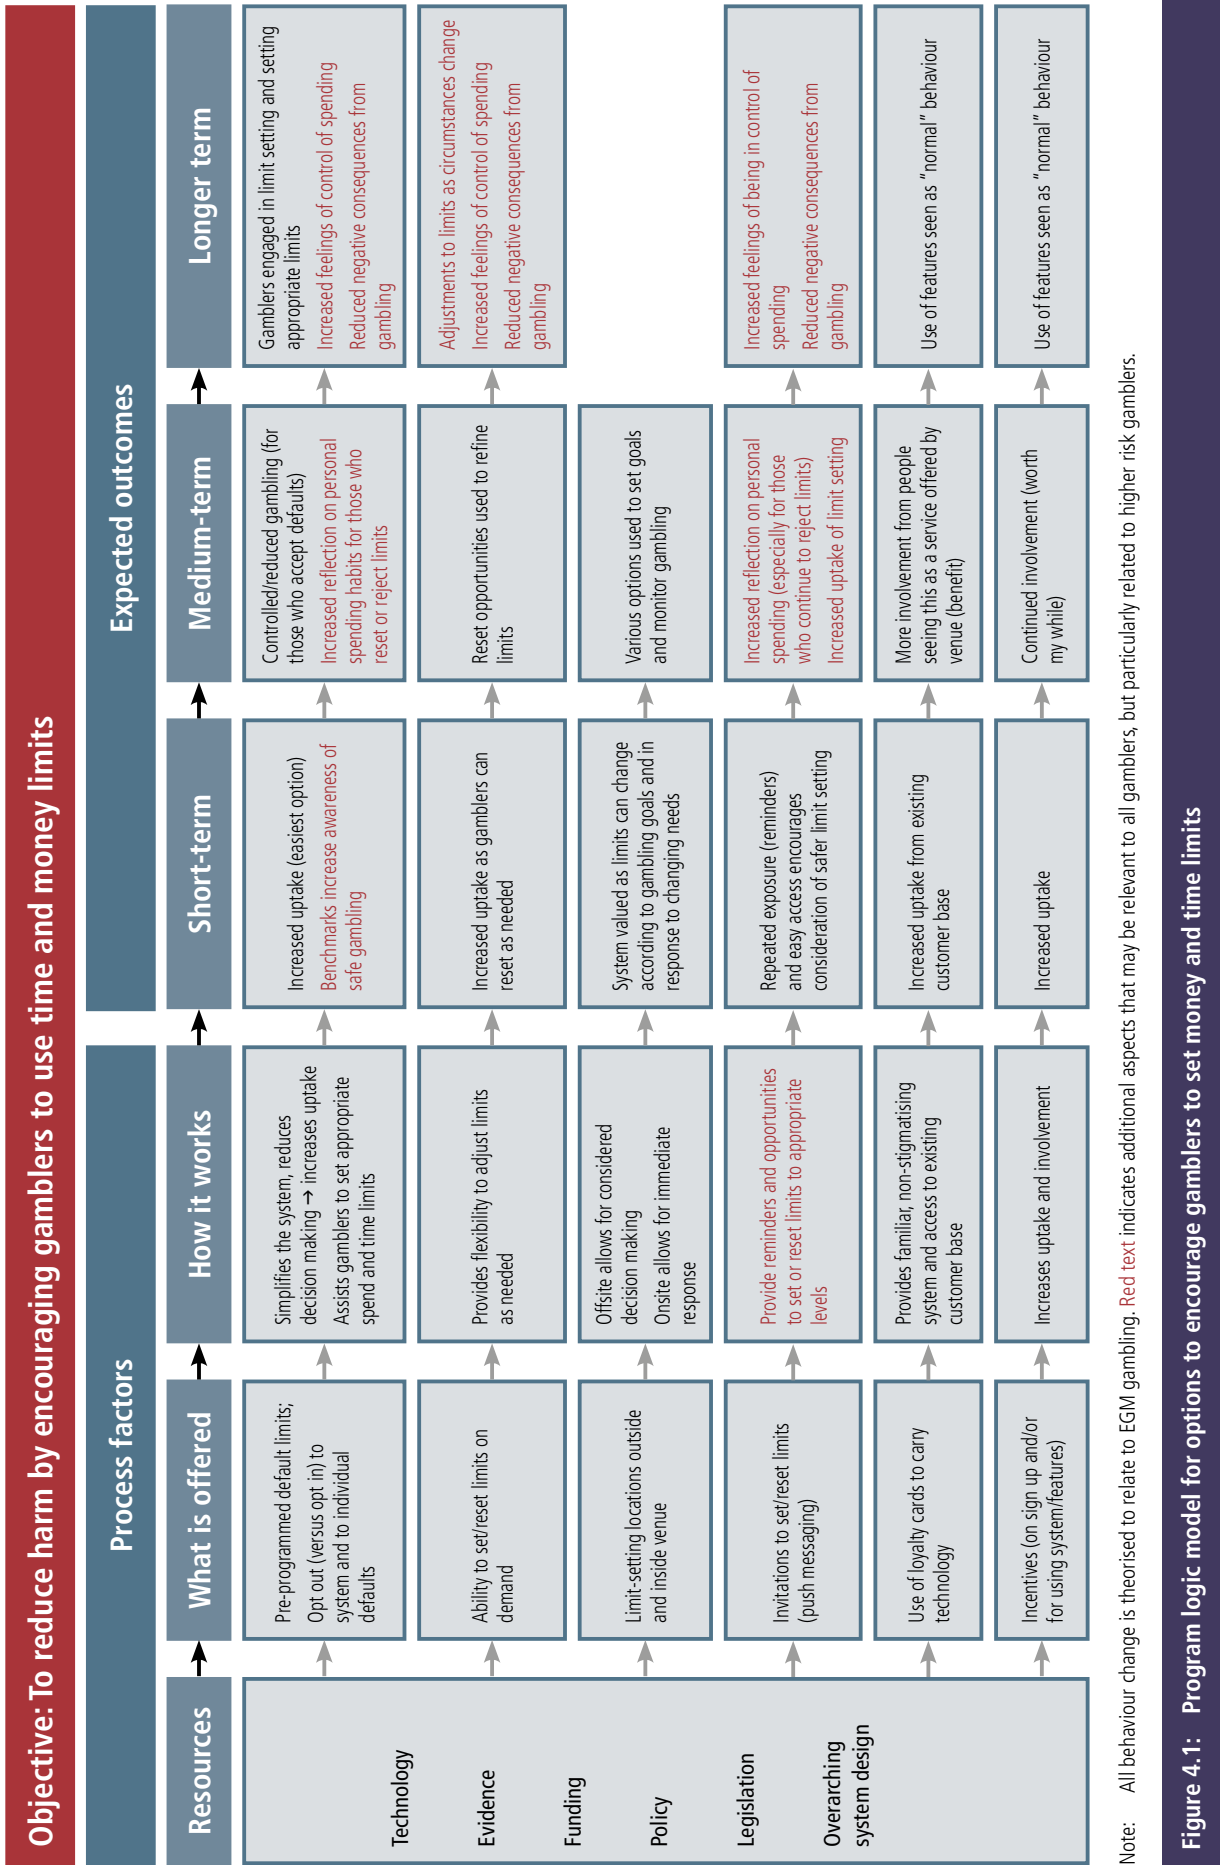 Objective: To reduce harm by encouraging gamblers to use time and money limits
Process factors
Expected outcomes
Resources
What is offered
How it works
Short-term
Medium-term
Longer term
Technology
Evidence
Funding
Policy
Legislation
Overarching
system design
Pre-programmed default limits;
Opt out (versus opt in) to
system and to individual
defaults
Simplifies the system, reduces
decision making → increases uptake
Assists gamblers to set appropriate
spend and time limits
Increased uptake (easiest option)
Benchmarks increase awareness of
safe gambling
Controlled/reduced gambling (for
those who accept defaults)
Increased reflection on personal
spending habits for those who
reset or reject limits
Gamblers engaged in limit setting and setting
appropriate limits
Increased feelings of control of spending
Reduced negative consequences from
gambling
Ability to set/reset limits on
demand
Provides flexibility to adjust limits
as needed
Increased uptake as gamblers can
reset as needed
Reset opportunities used to refine
limits
Adjustments to limits as circumstances change
Increased feelings of control of spending
Reduced negative consequences from
gambling
Limit-setting locations outside
and inside venue
Offsite allows for considered
decision making
Onsite allows for immediate
response
System valued as limits can change
according to gambling goals and in
response to changing needs
Various options used to set goals
and monitor gambling
Invitations to set/reset limits
(push messaging)
Provide reminders and opportunities
to set or reset limits to appropriate
levels
Repeated exposure (reminders)
and easy access encourages
consideration of safer limit setting
Increased reflection on personal
spending (especially for those
who continue to reject limits)
Increased uptake of limit setting
Increased feelings of being in control of
spending
Reduced negative consequences from
gambling
Use of loyalty cards to carry
technology
Provides familiar, non-stigmatising
system and access to existing
customer base
Increased uptake from existing
customer base
More involvement from people
seeing this as a service offered by
venue (benefit)
Use of features seen as “normal” behaviour
Incentives (on sign up and/or
for using system/features)
Increases uptake and involvement
Increased uptake
Continued involvement (worth
my while)
Use of features seen as “normal” behaviour
Note: All behaviour change is theorised to relate to EGM gambling. Red text indicates additional aspects that may be relevant to all gamblers, but particularly related to higher risk gamblers.
Figure 4.1: Program logic model for options to encourage gamblers to set money and time limits